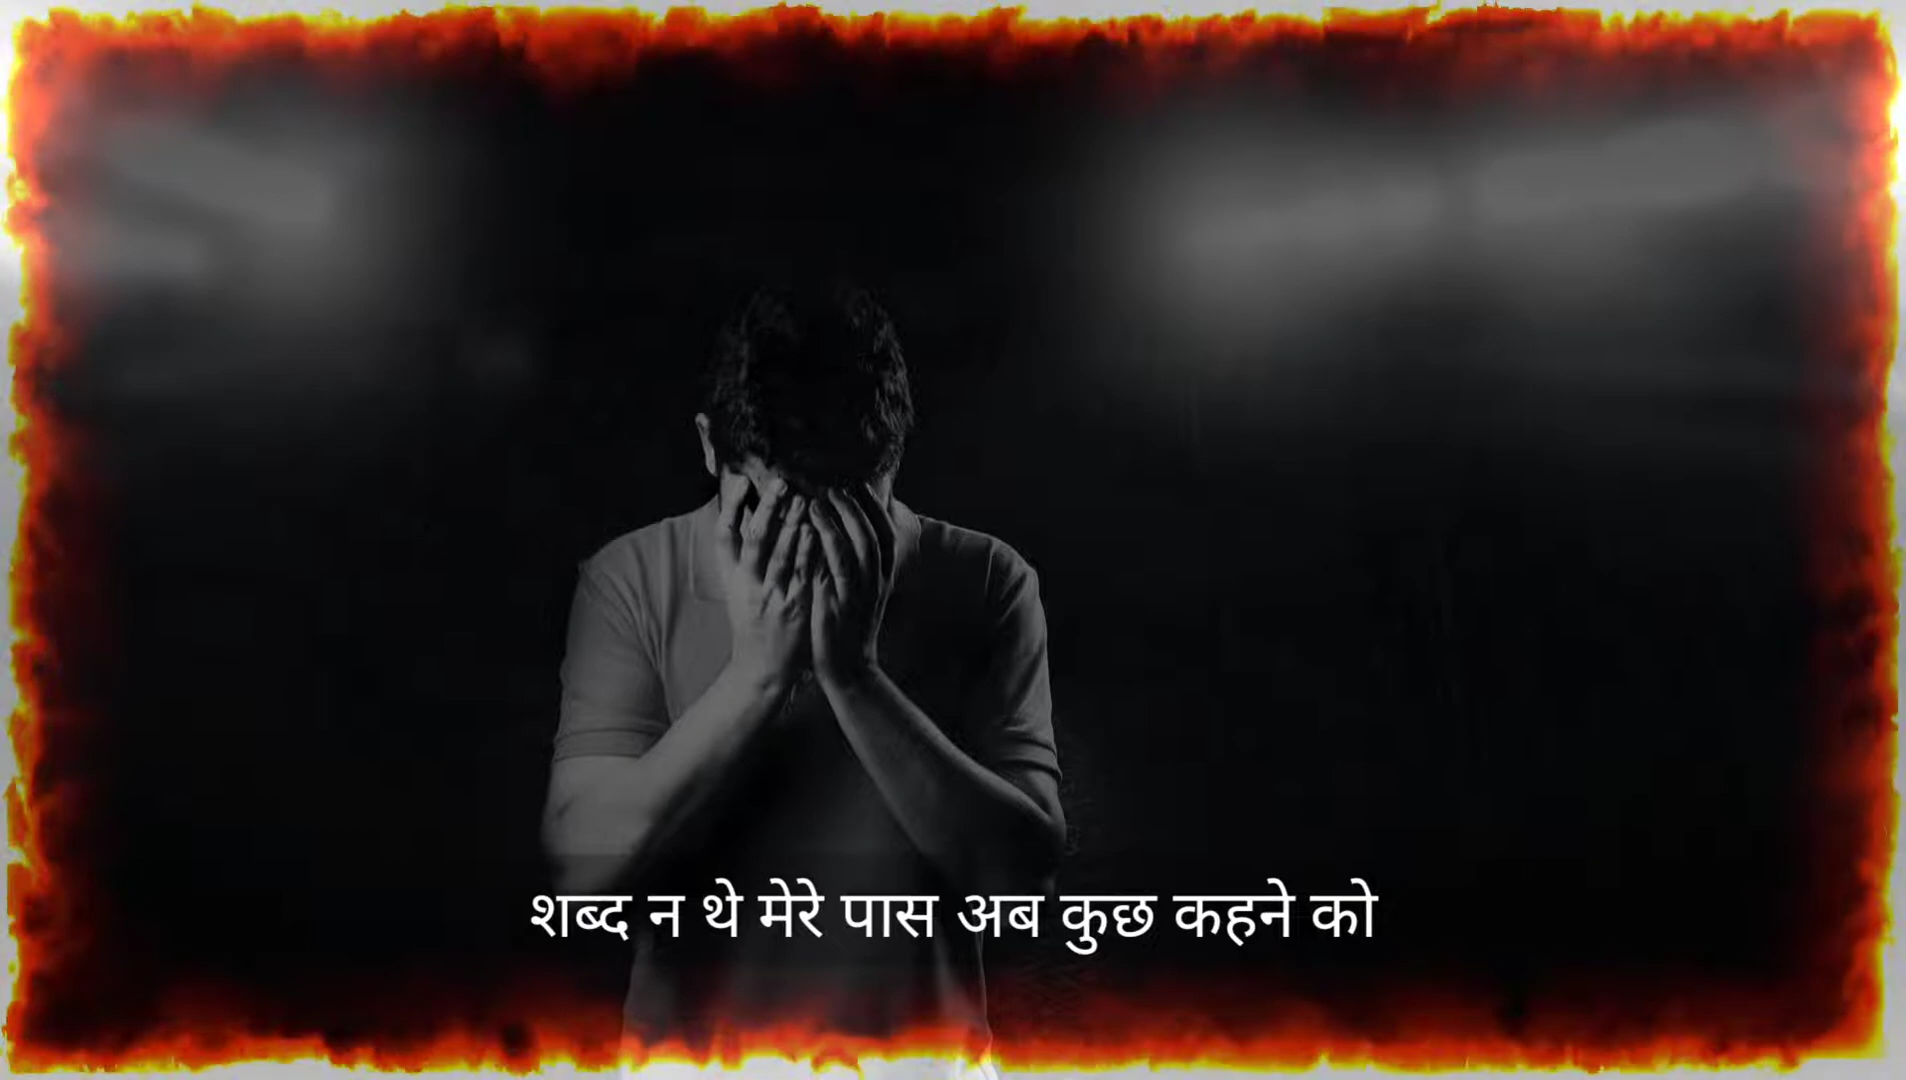 शब्द न थे मेरे पास अब कुछ कहने को